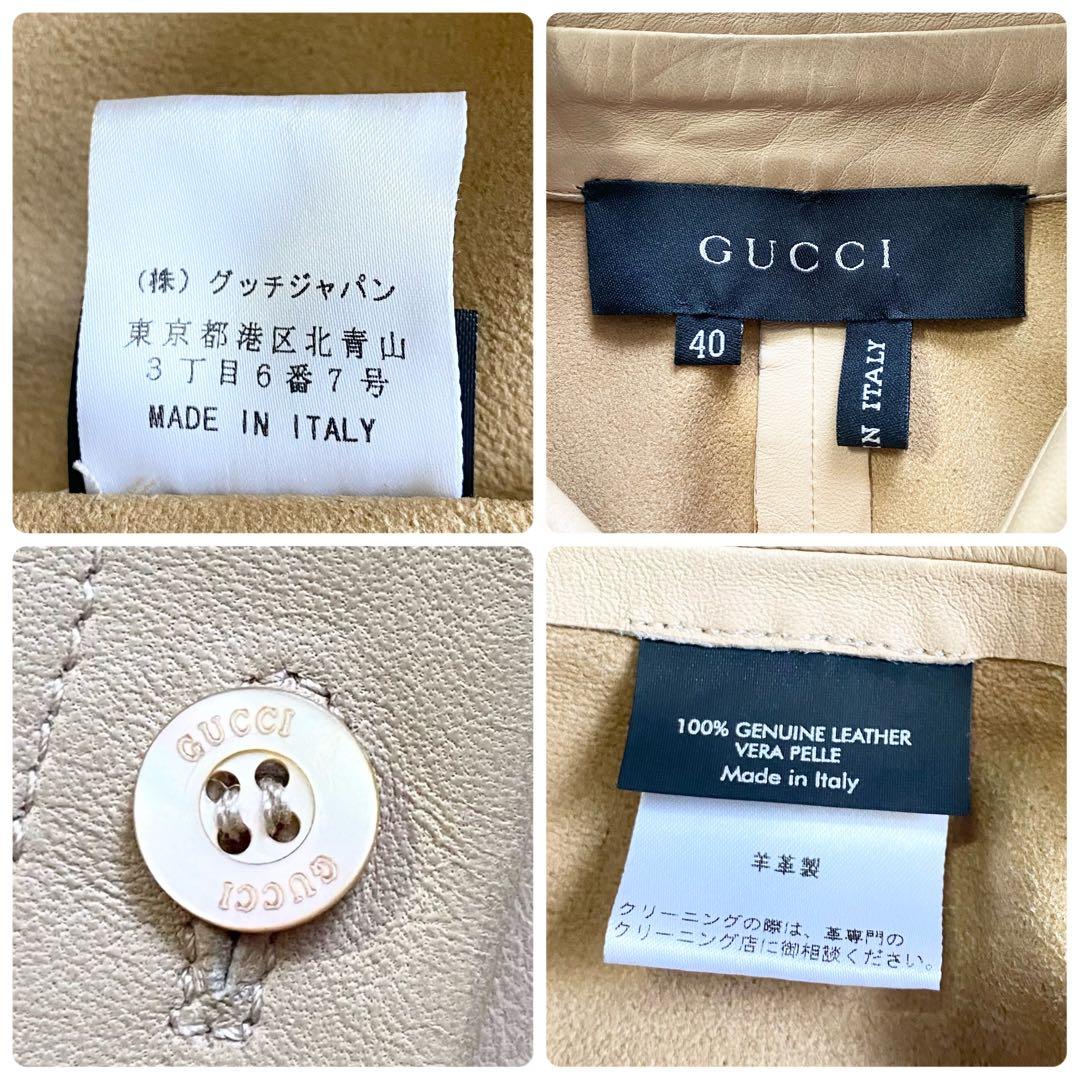 (株) グッチジャパン
東京都港区北青山
3丁目6番7号
MADE IN ITALY
GUCCI
40
IN ITALY
GUCCI
GUCCI
100% GENUINE LEATHER
VERA PELLE
Made in Italy
羊革製
クリーニングの際は、革専門の
クリーニング店に御相談ください。